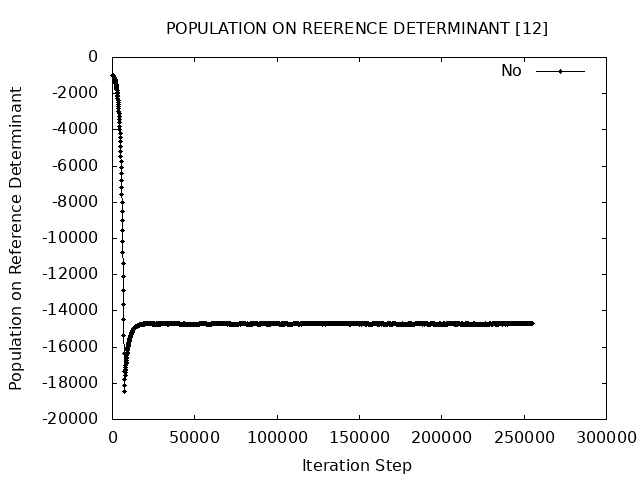 POPULATION ON REERENCE DETERMINANT [12]
No
Population on Reference Determinant
0
-2000
-4000
-6000
-8000
-10000
-12000
-14000
-16000
-18000
-20000
0 50000 100000 150000 200000 250000 300000
Iteration Step